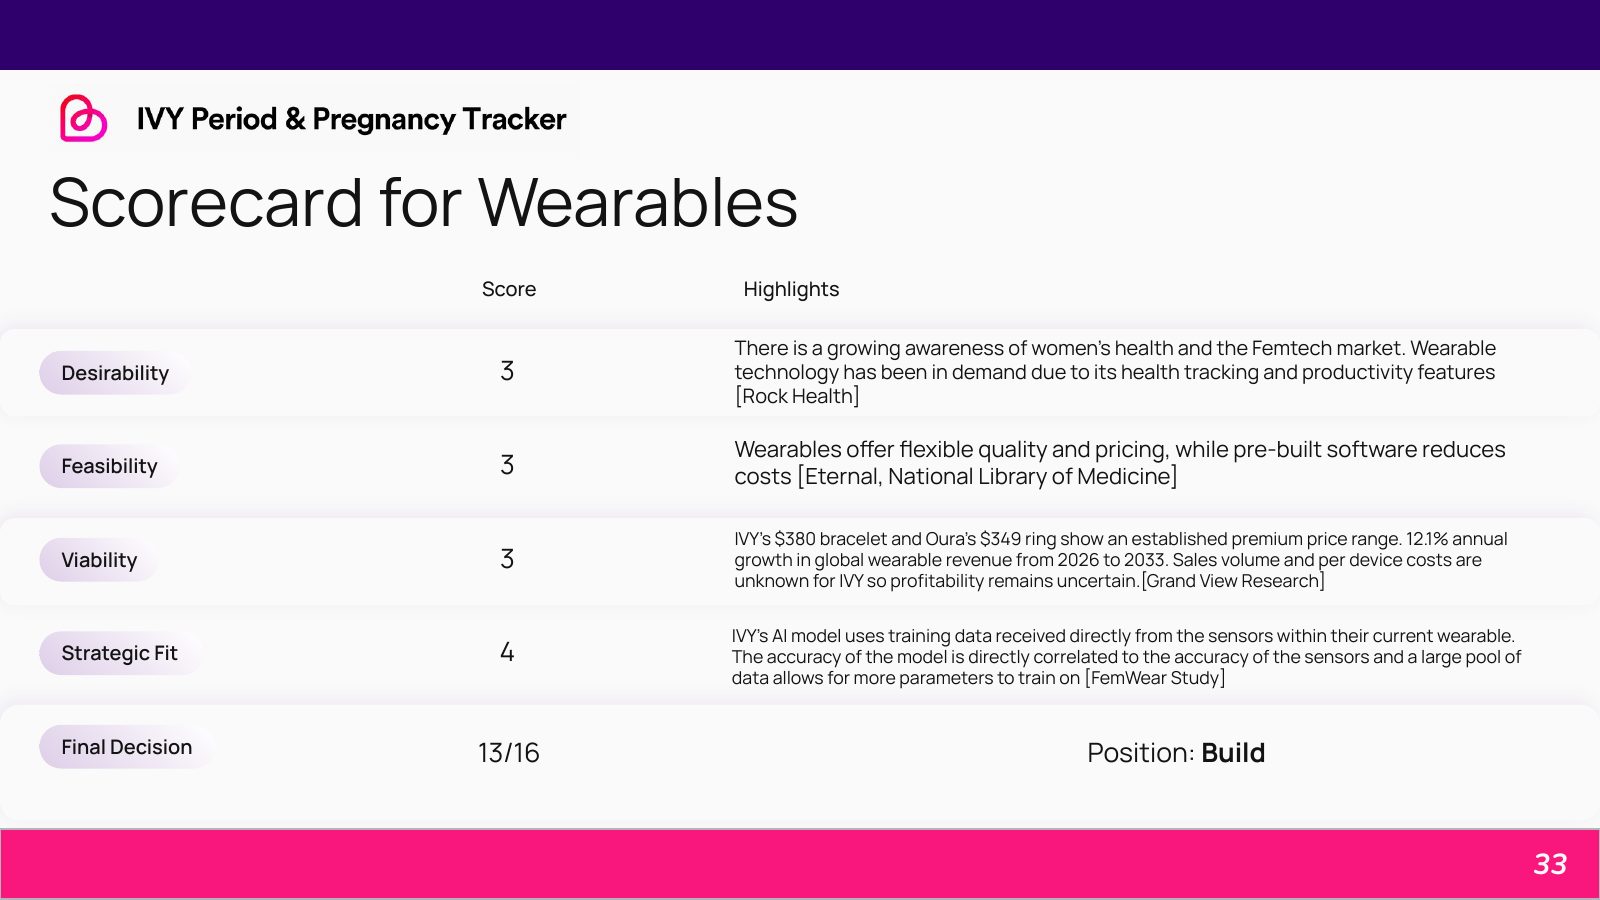 IVY Period & Pregnancy Tracker
Scorecard for Wearables
Score
Highlights
Desirability
3
There is a growing awareness of women's health and the Femtech market. Wearable
technology has been in demand due to its health tracking and productivity features
[Rock Health]
Feasibility
3
Wearables offer flexible quality and pricing, while pre-built software reduces
costs [Eternal, National Library of Medicine]
Viability
3
IVY's $380 bracelet and Oura's $349 ring show an established premium price range. 12.1% annual
growth in global wearable revenue from 2026 to 2033. Sales volume and per device costs are
unknown for IVY so profitability remains uncertain.[Grand View Research]
Strategic Fit
4
IVY's AI model uses training data received directly from the sensors within their current wearable.
The accuracy of the model is directly correlated to the accuracy of the sensors and a large pool of
data allows for more parameters to train on [FemWear Study]
Final Decision
13/16
Position: Build
33